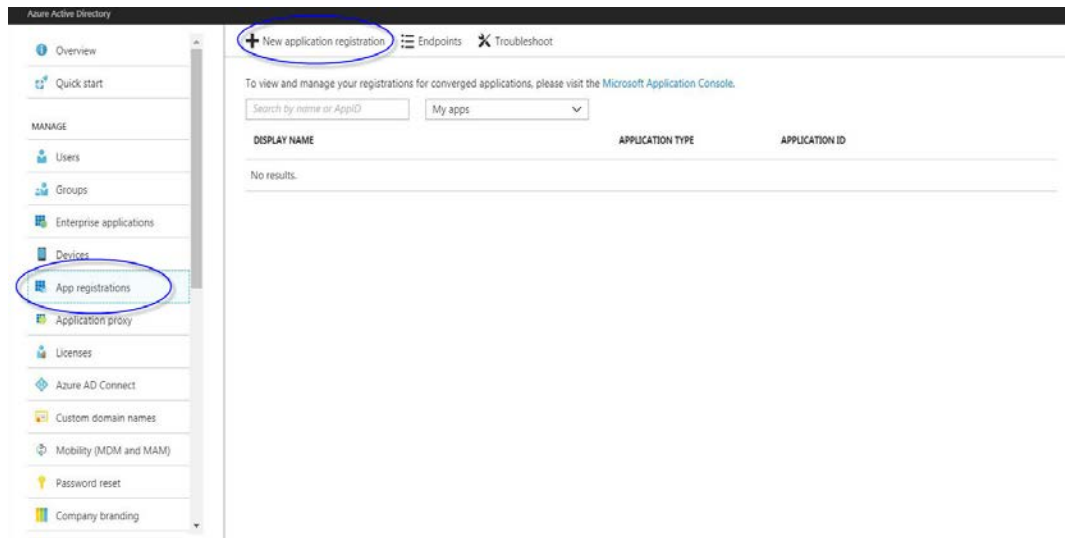 Azure Active Directory
Overview
Quick start
MANAGE
Users
Groups
Enterprise applications
Devices
App registrations
Application proxy
Licenses
Azure AD Connect
Custom domain names
Mobility (MDM and MAM)
Password reset
Company branding
New application registration Endpoints Troubleshoot
To view and manage your registrations for converged applications, please visit the Microsoft Application Console.
Search by name or AppID My apps
DISPLAY NAME APPLICATION TYPE APPLICATION ID
No results.